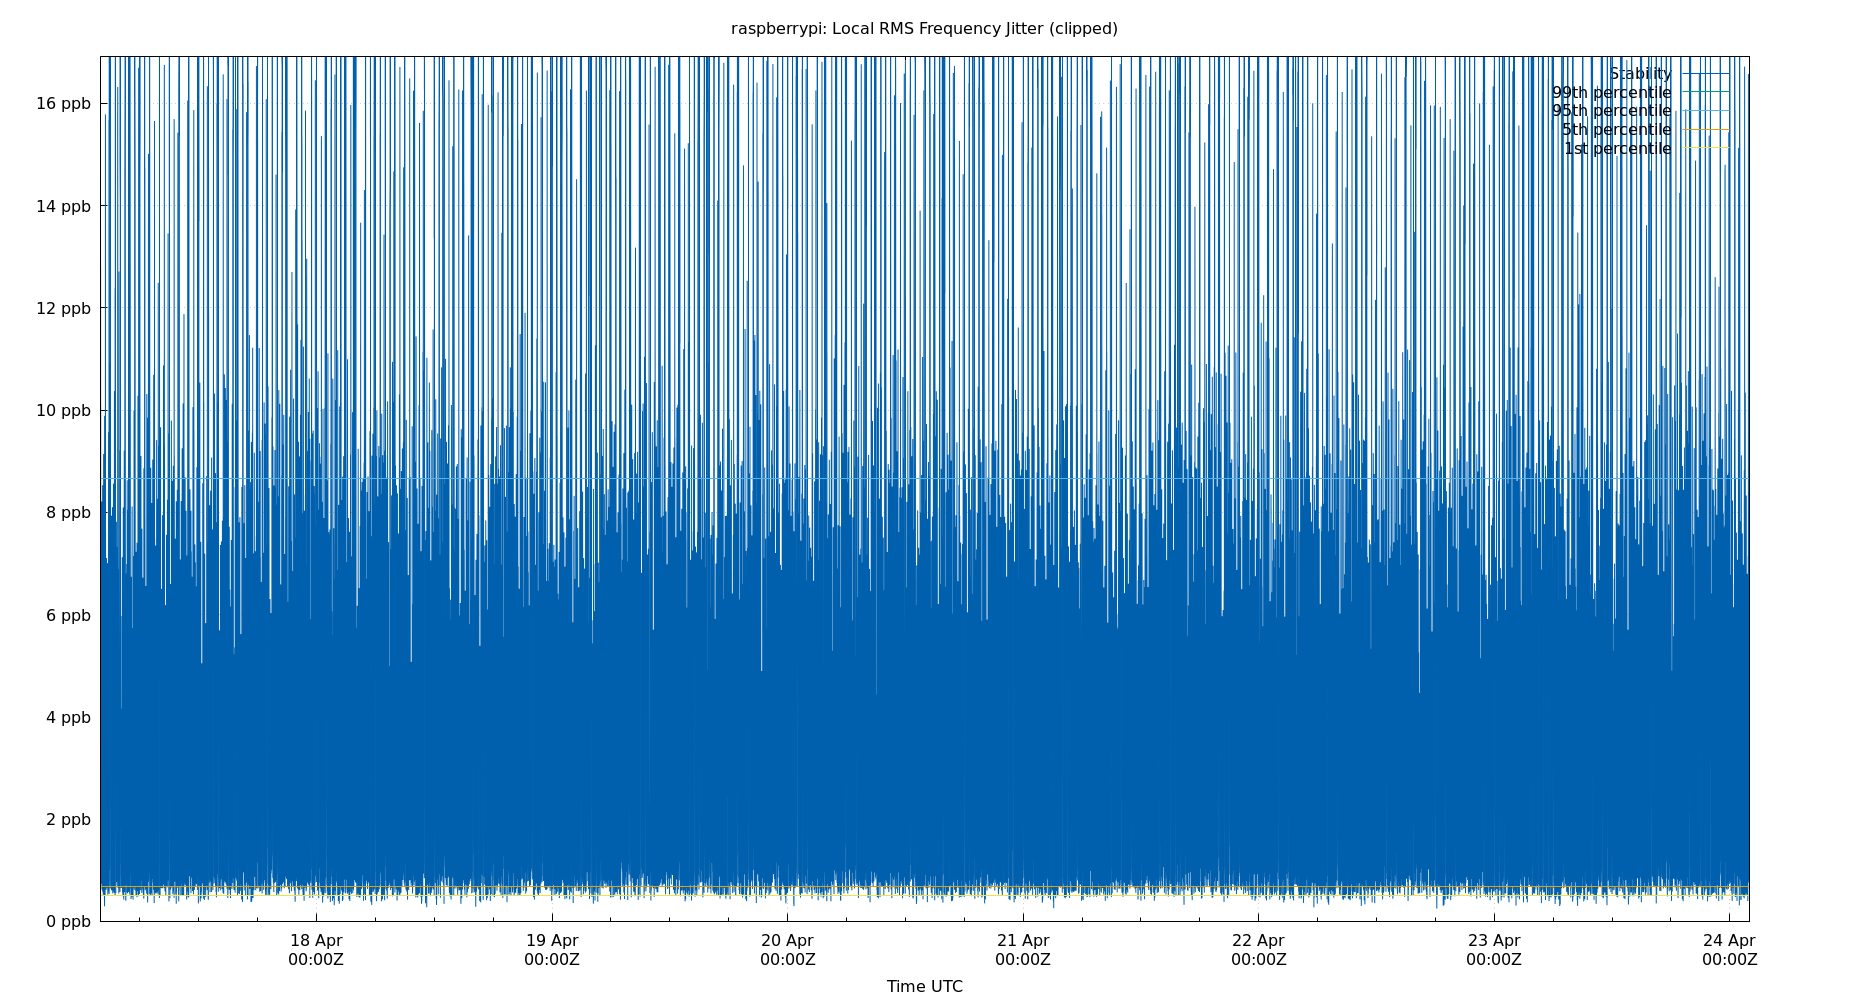 raspberrypi: Local RMS Frequency Jitter (clipped)
Stability
99th percentile
95th percentile
5th percentile
1st percentile
16 ppb
14 ppb
12 ppb
10 ppb
8 ppb
6 ppb
4 ppb
2 ppb
0 ppb
18 Apr 19 Apr 20 Apr 21 Apr 22 Apr 23 Apr 24 Apr
00:00Z 00:00Z 00:00Z 00:00Z 00:00Z 00:00Z 00:00Z
Time UTC